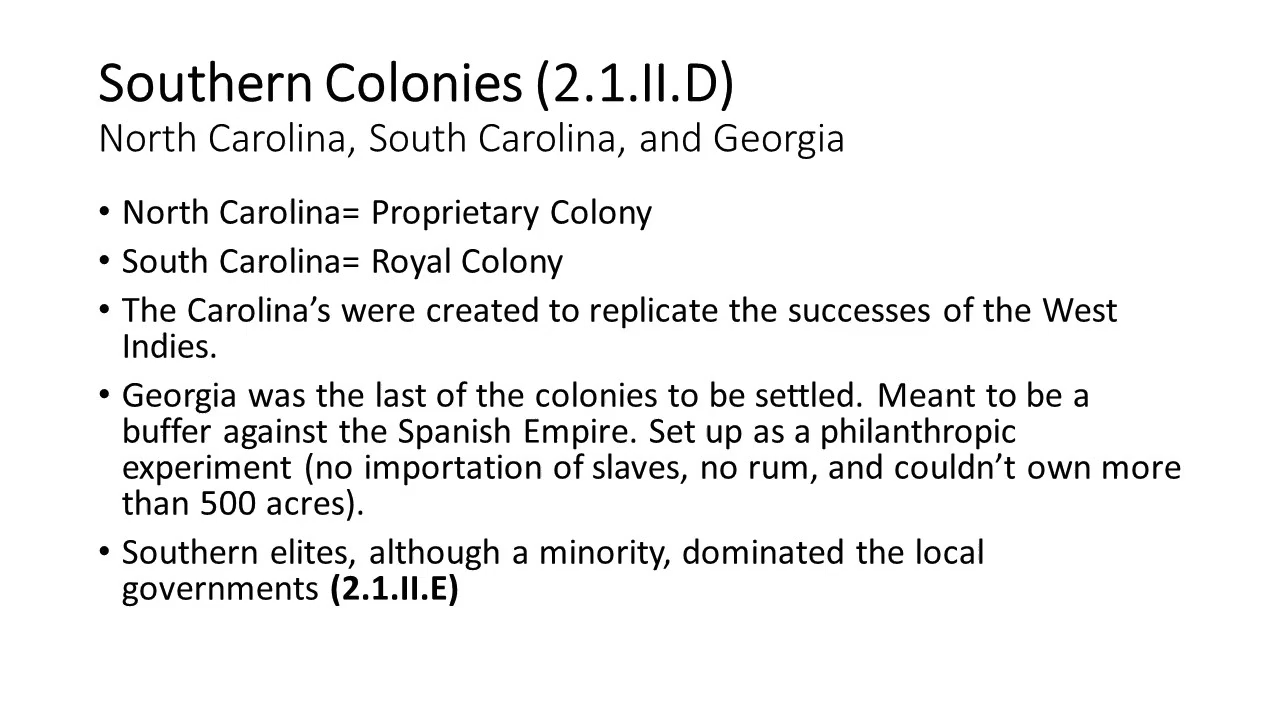 Southern Colonies (2.1.II.D)
North Carolina, South Carolina, and Georgia
• North Carolina= Proprietary Colony
• South Carolina= Royal Colony
• The Carolina’s were created to replicate the successes of the West
Indies.
• Georgia was the last of the colonies to be settled. Meant to be a
buffer against the Spanish Empire. Set up as a philanthropic
experiment (no importation of slaves, no rum, and couldn’t own more
than 500 acres).
• Southern elites, although a minority, dominated the local
governments (2.1.II.E)